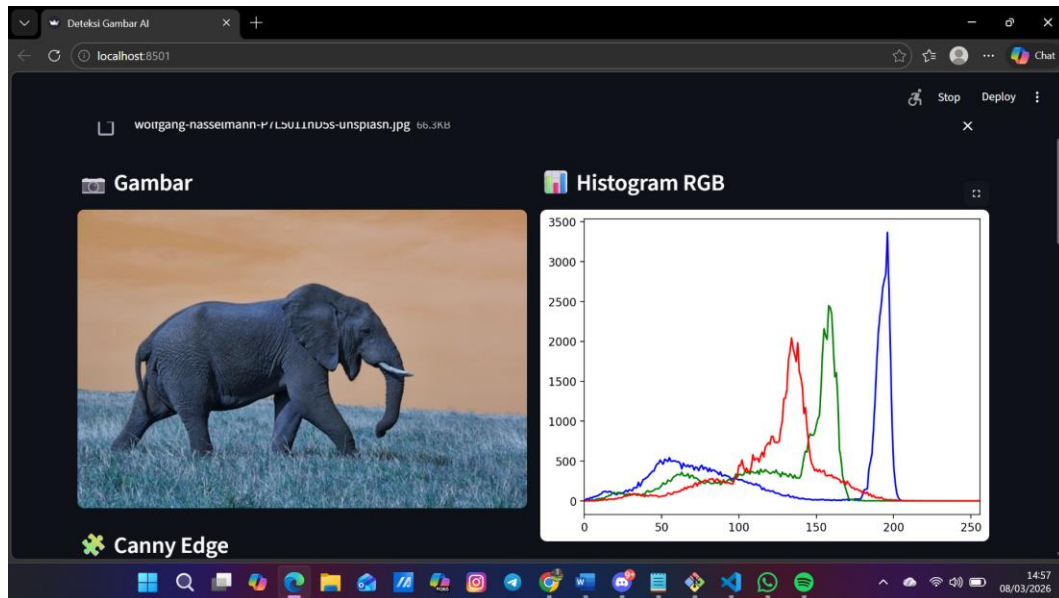 Deteksi Gambar AI
localhost:8501
Chat
Stop
Deploy
wolfgang-hasselmann-P7L5011nD5s-unsplash.jpg 66.3KB
Gambar
Histogram RGB
3500
3000
2500
2000
1500
1000
500
0
0 50 100 150 200 250
Canny Edge
14:57
08/03/2026